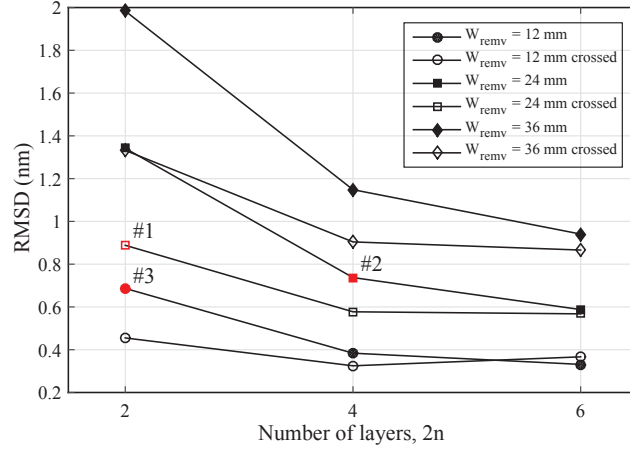 2
1.8
1.6
1.4
1.2
1
0.8
0.6
0.4
0.2
RMSD (nm)
2
4
6
Number of layers, 2n
#1
#2
#3
W_remv = 12 mm
W_remv = 12 mm crossed
W_remv = 24 mm
W_remv = 24 mm crossed
W_remv = 36 mm
W_remv = 36 mm crossed